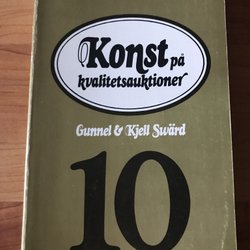 Konst på
kvalitetsauktioner
Gunnel & Kjell Swärd
10